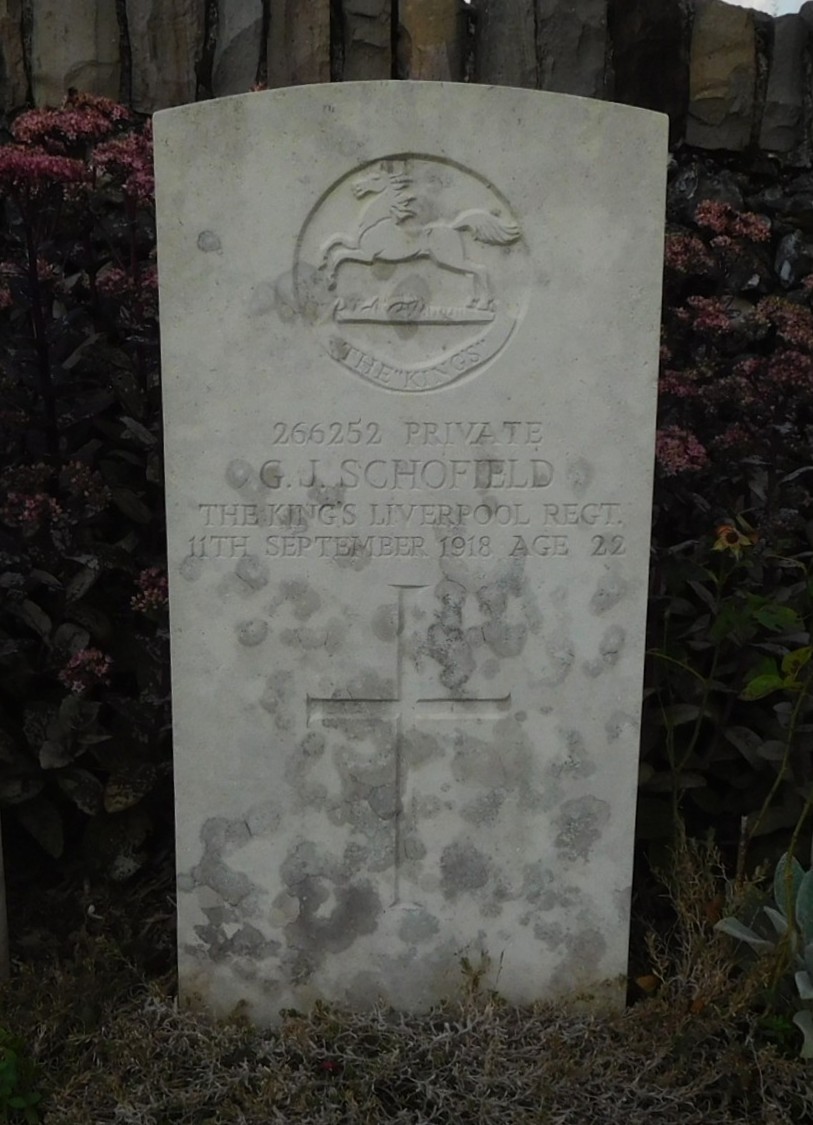 THE "KING'S"
266252 PRIVATE
G. J. SCHOFIELD
THE KING'S LIVERPOOL REGT.
11TH SEPTEMBER 1918 AGE 22